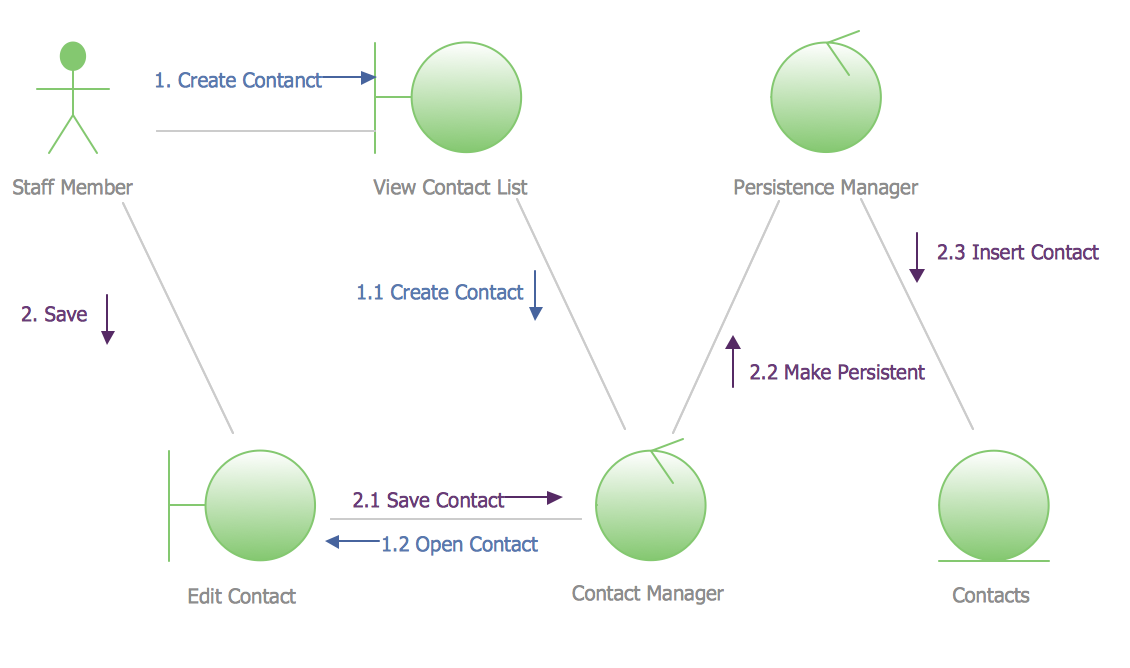 1. Create Contanct
Staff Member
View Contact List
Persistence Manager
2.3 Insert Contact
1.1 Create Contact
2. Save
2.2 Make Persistent
2.1 Save Contact
1.2 Open Contact
Edit Contact
Contact Manager
Contacts